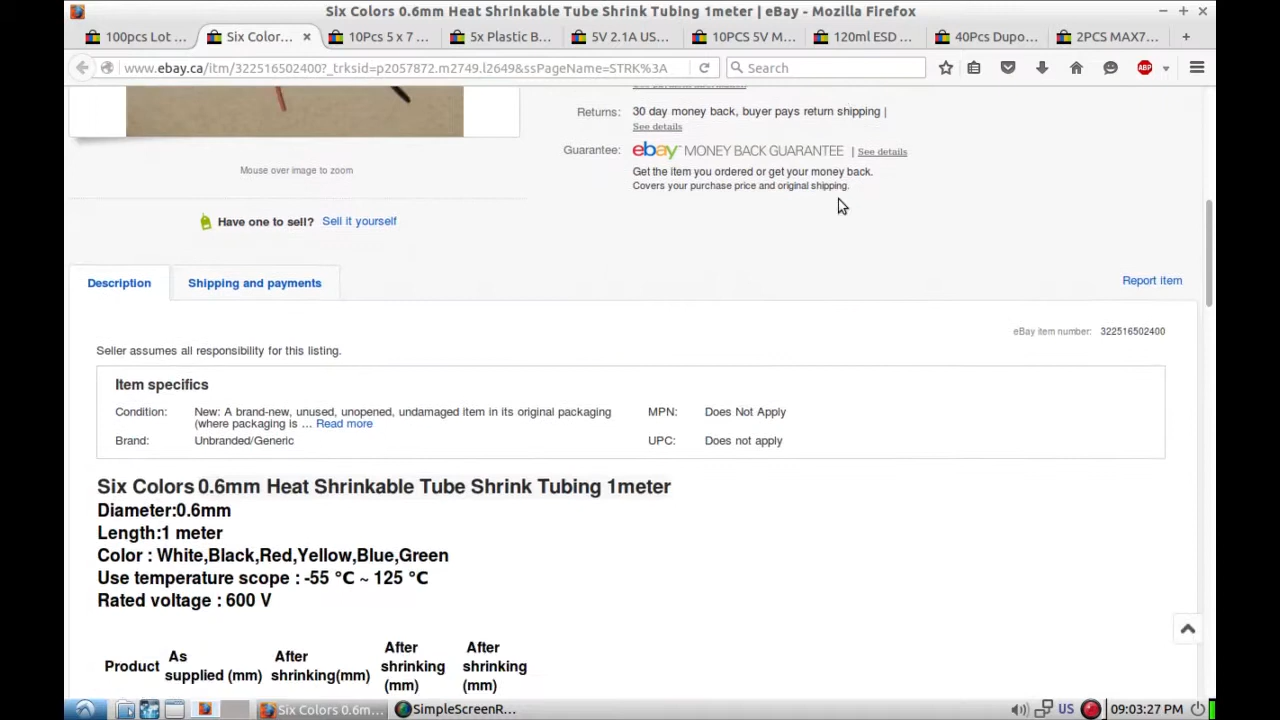 Six Colors 0.6mm Heat Shrinkable Tube Shrink Tubing 1meter | eBay - Mozilla Firefox
100pcs Lot ...
Six Color...
10Pcs 5 x 7 ...
5x Plastic B...
5V 2.1A US...
10PCS 5V M...
120ml ESD ...
40Pcs Dupo...
2PCS MAX7...
www.ebay.ca/itm/322516502400?_trksid=p2057872.m2749.l2649&ssPageName=STRK%3A
Search
ABP
Returns:
30 day money back, buyer pays return shipping |
See details
Guarantee:
ebay MONEY BACK GUARANTEE | See details
Get the item you ordered or get your money back.
Covers your purchase price and original shipping.
Mouse over image to zoom
Have one to sell? Sell it yourself
Description
Shipping and payments
Report item
eBay item number: 322516502400
Seller assumes all responsibility for this listing.
Item specifics
Condition: New: A brand-new, unused, unopened, undamaged item in its original packaging
(where packaging is ... Read more
MPN: Does Not Apply
Brand: Unbranded/Generic
UPC: Does not apply
Six Colors 0.6mm Heat Shrinkable Tube Shrink Tubing 1meter
Diameter:0.6mm
Length:1 meter
Color : White,Black,Red,Yellow,Blue,Green
Use temperature scope : -55 ℃ ~ 125 ℃
Rated voltage : 600 V
Product
As
supplied (mm)
After
shrinking(mm)
After
shrinking
(mm)
After
shrinking
(mm)
Six Colors 0.6m...
SimpleScreenR...
US
09:03:27 PM